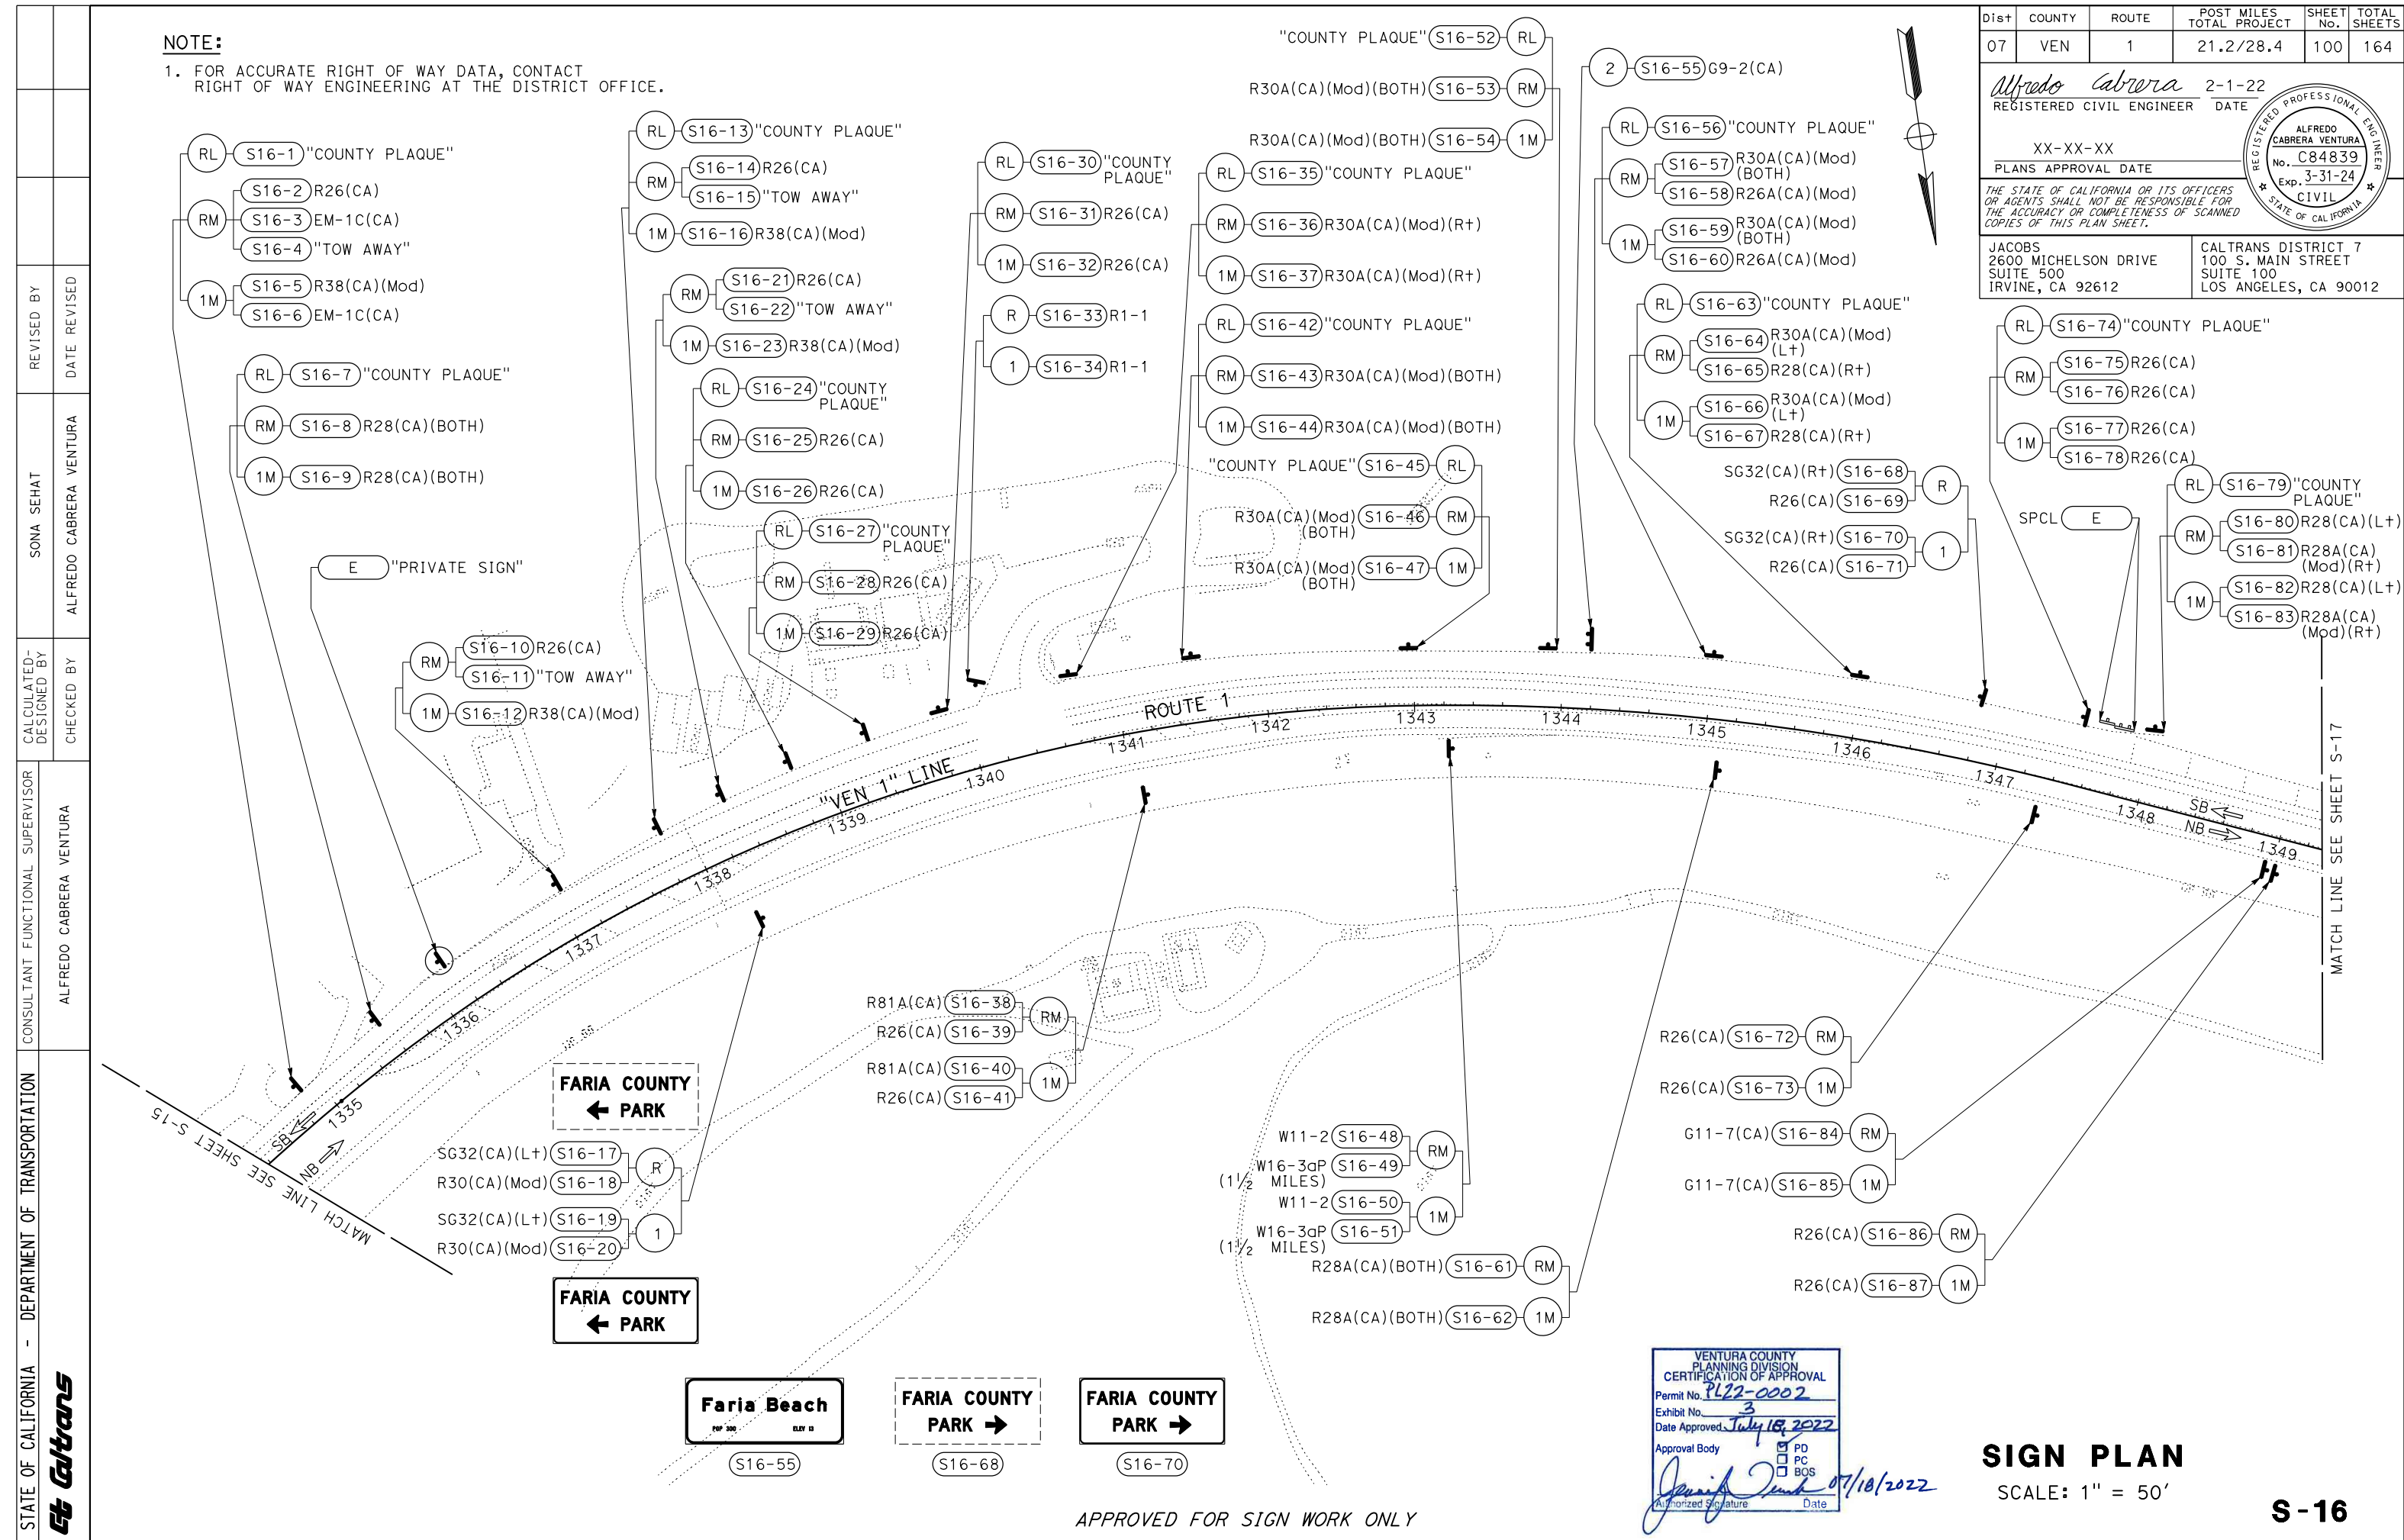 NOTE:
1. FOR ACCURATE RIGHT OF WAY DATA, CONTACT
RIGHT OF WAY ENGINEERING AT THE DISTRICT OFFICE.
Dist COUNTY ROUTE POST MILES TOTAL PROJECT SHEET No. TOTAL SHEETS
07 VEN 1 21.2/28.4 100 164
Alfredo Cabrera 2-1-22
REGISTERED CIVIL ENGINEER DATE
XX-XX-XX
PLANS APPROVAL DATE
REGISTERED PROFESSIONAL ENGINEER
ALFREDO
CABRERA VENTURA
No. C84839
Exp. 3-31-24
CIVIL
STATE OF CALIFORNIA
THE STATE OF CALIFORNIA OR ITS OFFICERS
OR AGENTS SHALL NOT BE RESPONSIBLE FOR
THE ACCURACY OR COMPLETENESS OF SCANNED
COPIES OF THIS PLAN SHEET.
JACOBS
2600 MICHELSON DRIVE
SUITE 500
IRVINE, CA 92612
CALTRANS DISTRICT 7
100 S. MAIN STREET
SUITE 100
LOS ANGELES, CA 90012
RL S16-1 "COUNTY PLAQUE"
RM S16-2 R26(CA)
S16-3 EM-1C(CA)
S16-4 "TOW AWAY"
1M S16-5 R38(CA)(Mod)
S16-6 EM-1C(CA)
RL S16-7 "COUNTY PLAQUE"
RM S16-8 R28(CA)(BOTH)
1M S16-9 R28(CA)(BOTH)
E "PRIVATE SIGN"
RM S16-10 R26(CA)
S16-11 "TOW AWAY"
1M S16-12 R38(CA)(Mod)
RL S16-13 "COUNTY PLAQUE"
RM S16-14 R26(CA)
S16-15 "TOW AWAY"
1M S16-16 R38(CA)(Mod)
RM S16-21 R26(CA)
S16-22 "TOW AWAY"
1M S16-23 R38(CA)(Mod)
RL S16-24 "COUNTY
PLAQUE"
RM S16-25 R26(CA)
1M S16-26 R26(CA)
RL S16-27 "COUNTY
PLAQUE"
RM S16-28 R26(CA)
1M S16-29 R26(CA)
RL S16-30 "COUNTY
PLAQUE"
RM S16-31 R26(CA)
1M S16-32 R26(CA)
R S16-33 R1-1
1 S16-34 R1-1
RL S16-35 "COUNTY PLAQUE"
RM S16-36 R30A(CA)(Mod)(Rt)
1M S16-37 R30A(CA)(Mod)(Rt)
RL S16-42 "COUNTY PLAQUE"
RM S16-43 R30A(CA)(Mod)(BOTH)
1M S16-44 R30A(CA)(Mod)(BOTH)
"COUNTY PLAQUE" S16-45 RL
R30A(CA)(Mod) S16-46 RM
(BOTH)
R30A(CA)(Mod) S16-47 1M
(BOTH)
"COUNTY PLAQUE" S16-52 RL
R30A(CA)(Mod)(BOTH) S16-53 RM
R30A(CA)(Mod)(BOTH) S16-54 1M
2 S16-55 G9-2(CA)
RL S16-56 "COUNTY PLAQUE"
RM S16-57 R30A(CA)(Mod)
(BOTH)
S16-58 R26A(CA)(Mod)
1M S16-59 R30A(CA)(Mod)
(BOTH)
S16-60 R26A(CA)(Mod)
RL S16-63 "COUNTY PLAQUE"
RM S16-64 R30A(CA)(Mod)
(Lt)
S16-65 R28(CA)(Rt)
1M S16-66 R30A(CA)(Mod)
(Lt)
S16-67 R28(CA)(Rt)
SG32(CA)(Rt) S16-68 R
R26(CA) S16-69
SG32(CA)(Rt) S16-70 1
R26(CA) S16-71
RL S16-74 "COUNTY PLAQUE"
RM S16-75 R26(CA)
S16-76 R26(CA)
1M S16-77 R26(CA)
S16-78 R26(CA)
SPCL E
RL S16-79 "COUNTY
PLAQUE"
RM S16-80 R28(CA)(Lt)
S16-81 R28A(CA)
(Mod)(Rt)
1M S16-82 R28(CA)(Lt)
S16-83 R28A(CA)
(Mod)(Rt)
ROUTE 1
"VEN 1" LINE
1335
1336
1337
1338
1339
1340
1341
1342
1343
1344
1345
1346
1347
1348
1349
SB
NB
SB
NB
MATCH LINE SEE SHEET S-15
MATCH LINE SEE SHEET S-17
FARIA COUNTY
← PARK
SG32(CA)(Lt) S16-17 R
R30(CA)(Mod) S16-18
SG32(CA)(Lt) S16-19 1
R30(CA)(Mod) S16-20
FARIA COUNTY
← PARK
R81A(CA) S16-38 RM
R26(CA) S16-39
R81A(CA) S16-40 1M
R26(CA) S16-41
W11-2 S16-48 RM
W16-3aP S16-49
(1½ MILES)
W11-2 S16-50 1M
W16-3aP S16-51
(1½ MILES)
R28A(CA)(BOTH) S16-61 RM
R28A(CA)(BOTH) S16-62 1M
R26(CA) S16-72 RM
R26(CA) S16-73 1M
G11-7(CA) S16-84 RM
G11-7(CA) S16-85 1M
R26(CA) S16-86 RM
R26(CA) S16-87 1M
Faria Beach
POP 300 ELEV 13
S16-55
FARIA COUNTY
PARK →
S16-68
FARIA COUNTY
PARK →
S16-70
APPROVED FOR SIGN WORK ONLY
VENTURA COUNTY
PLANNING DIVISION
CERTIFICATION OF APPROVAL
Permit No. PL22-0002
Exhibit No. 3
Date Approved July 18, 2022
Approval Body PD
PC
BOS
07/18/2022
Authorized Signature Date
SIGN PLAN
SCALE: 1" = 50'
S-16
STATE OF CALIFORNIA - DEPARTMENT OF TRANSPORTATION
Caltrans
CONSULTANT FUNCTIONAL SUPERVISOR
ALFREDO CABRERA VENTURA
CALCULATED-
DESIGNED BY
CHECKED BY
SONA SEHAT
ALFREDO CABRERA VENTURA
REVISED BY
DATE REVISED